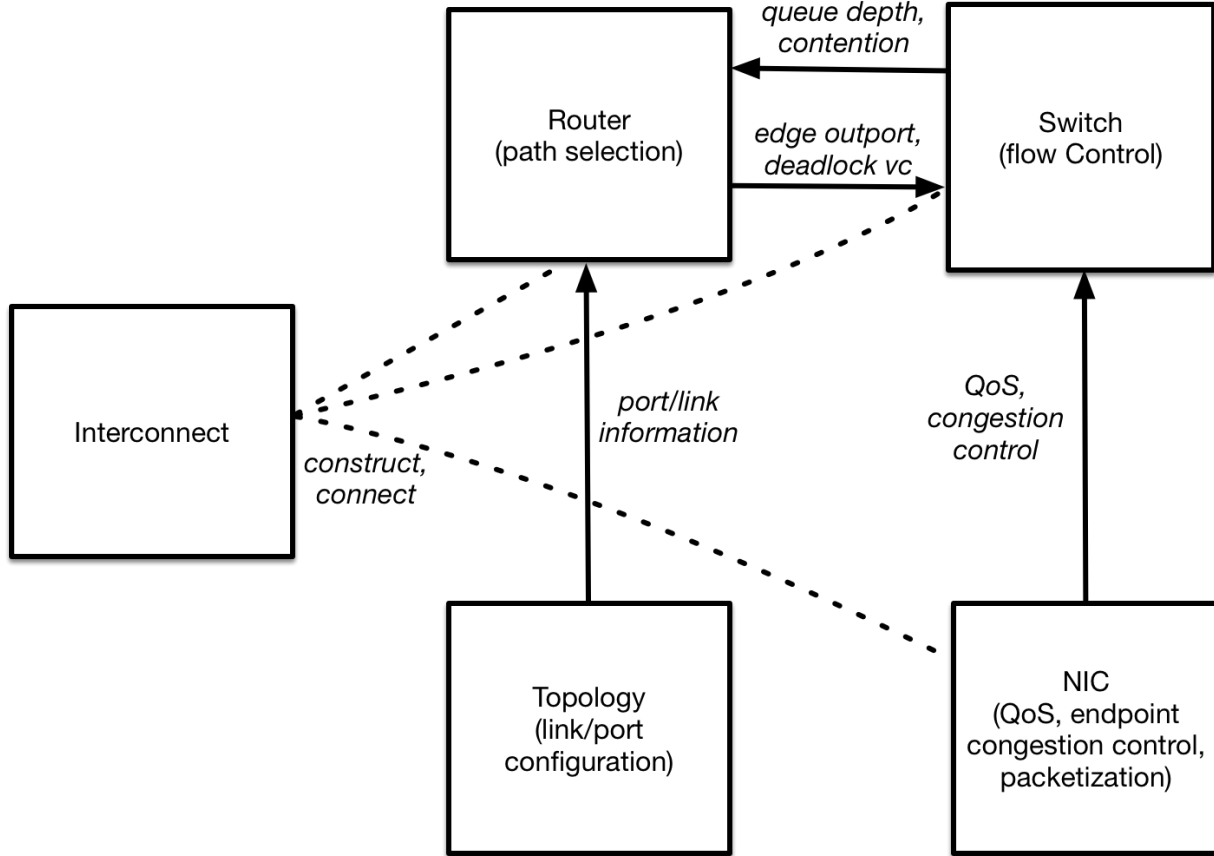 queue depth,
contention
Router
(path selection)
Switch
(flow Control)
edge outport,
deadlock vc
Interconnect
construct,
connect
port/link
information
QoS,
congestion
control
Topology
(link/port
configuration)
NIC
(QoS, endpoint
congestion control,
packetization)